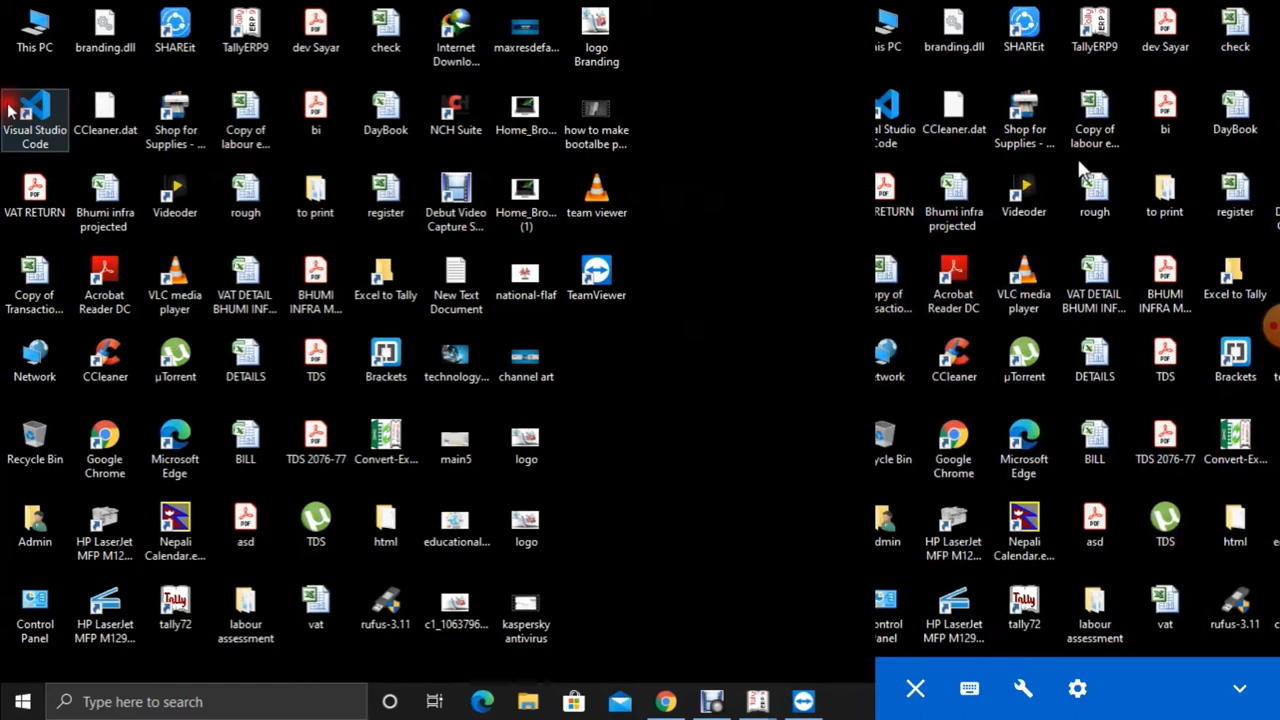 This PC
branding.dll
SHAREit
TallyERP9
dev Sayar
check
Internet
Downlo...
maxresdefa...
logo
Branding
Visual Studio
Code
CCleaner.dat
Shop for
Supplies - ...
Copy of
labour e...
bi
DayBook
NCH Suite
Home_Bro...
how to make
bootalbe p...
VAT RETURN
Bhumi infra
projected
Videoder
rough
to print
register
Debut Video
Capture S...
Home_Bro...
(1)
team viewer
Copy of
Transactio...
Acrobat
Reader DC
VLC media
player
VAT DETAIL
BHUMI INF...
BHUMI
INFRA M...
Excel to Tally
New Text
Document
national-flaf
TeamViewer
Network
CCleaner
µTorrent
DETAILS
TDS
Brackets
technology...
channel art
Recycle Bin
Google
Chrome
Microsoft
Edge
BILL
TDS 2076-77
Convert-Ex...
main5
logo
Admin
HP LaserJet
MFP M12...
Nepali
Calendar.e...
asd
TDS
html
educational...
logo
Control
Panel
HP LaserJet
MFP M129...
tally72
labour
assessment
vat
rufus-3.11
c1_1063796...
kaspersky
antivirus
Type here to search
his PC
branding.dll
SHAREit
TallyERP9
dev Sayar
check
al Studio
Code
CCleaner.dat
Shop for
Supplies - ...
Copy of
labour e...
bi
DayBook
RETURN
Bhumi infra
projected
Videoder
rough
to print
register
opy of
sactio...
Acrobat
Reader DC
VLC media
player
VAT DETAIL
BHUMI INF...
BHUMI
INFRA M...
Excel to Tally
etwork
CCleaner
µTorrent
DETAILS
TDS
Brackets
ycle Bin
Google
Chrome
Microsoft
Edge
BILL
TDS 2076-77
Convert-Ex...
dmin
HP LaserJet
MFP M12...
Nepali
Calendar.e...
asd
TDS
html
ontrol
Panel
HP LaserJet
MFP M129...
tally72
labour
assessment
vat
rufus-3.11